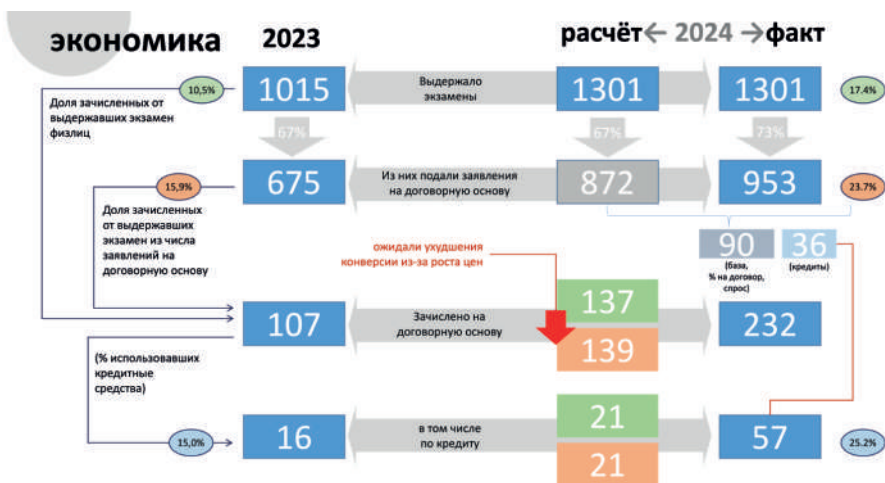 экономика
2023
расчёт← 2024 →факт
10,5%
1015
Выдержало
экзамены
1301
1301
17.4%
Доля зачисленных от
выдержавших экзамен
физлиц
67%
67%
73%
15,9%
675
Из них подали заявления
на договорную основу
872
953
23.7%
Доля зачисленных
от выдержавших
экзамен из числа
заявлений на
договорную основу
ожидали ухудшения
конверсии из-за роста цен
90
36
(база,
% на договор,
спрос)
(кредиты)
107
Зачислено на
договорную основу
137
139
232
(% использовавших
кредитные
средства)
15,0%
16
в том числе
по кредиту
21
21
57
25.2%